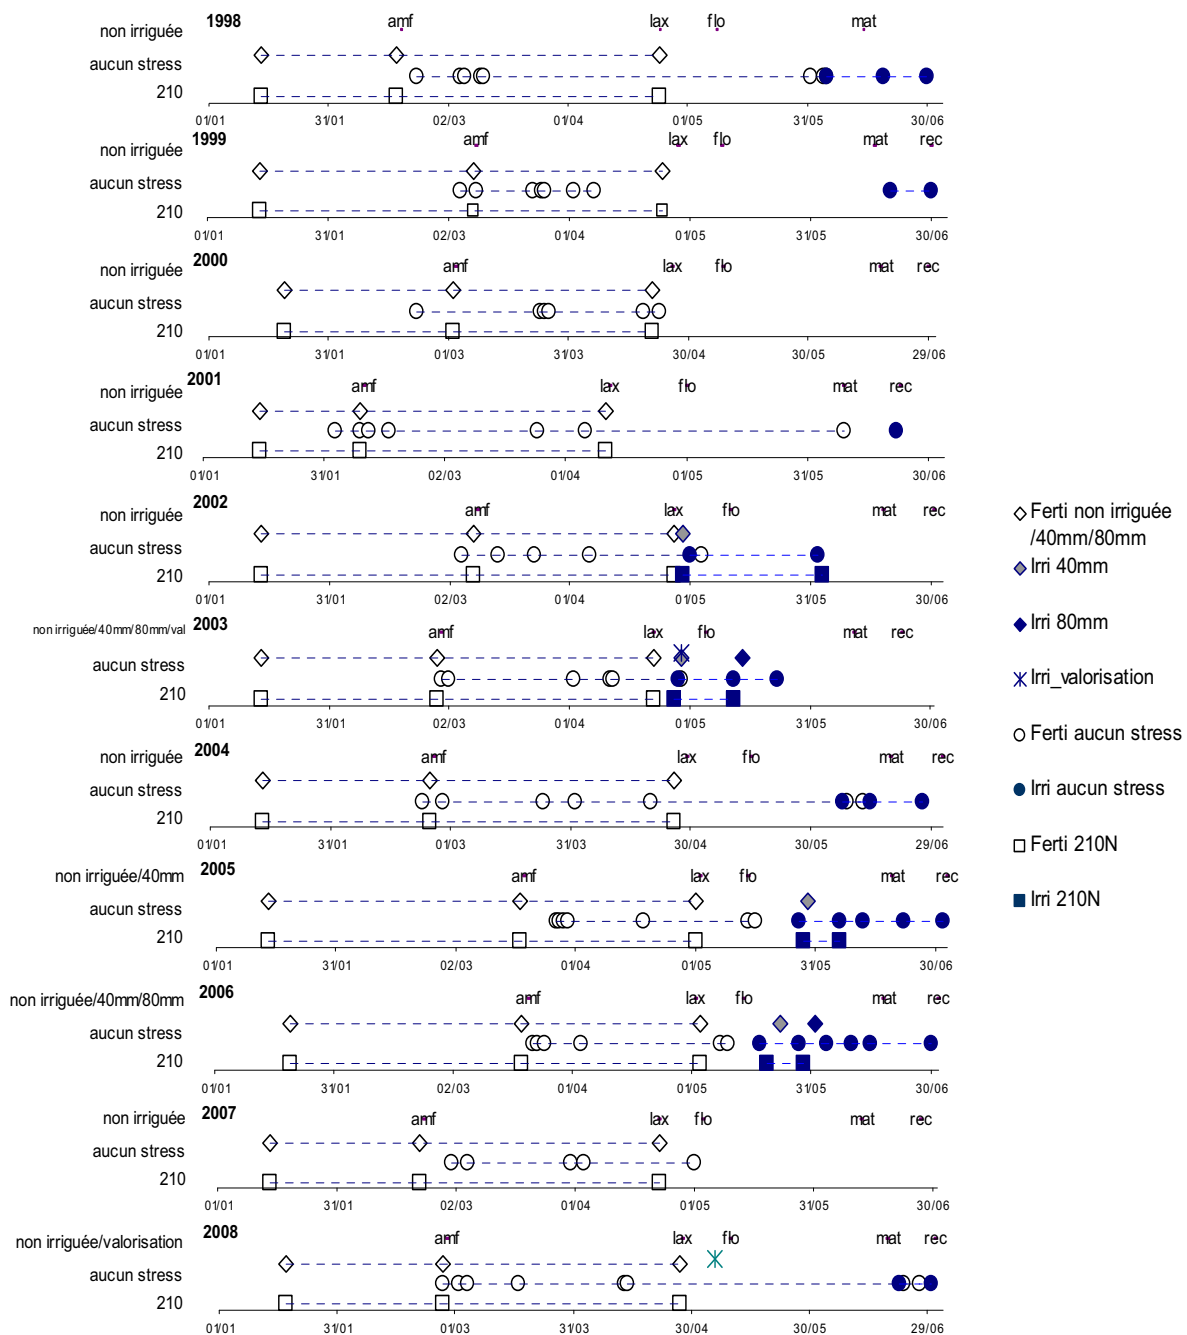 1998 amf lax flo mat
non irriguée
aucun stress
210
01/01 31/01 02/03 01/04 01/05 31/05 30/06
1999 amf lax flo mat rec
non irriguée
aucun stress
210
01/01 31/01 02/03 01/04 01/05 31/05 30/06
2000 amf lax flo mat rec
non irriguée
aucun stress
210
01/01 31/01 01/03 31/03 30/04 30/05 29/06
2001 amf lax flo mat rec
non irriguée
aucun stress
210
01/01 31/01 02/03 01/04 01/05 31/05 30/06
2002 amf lax flo mat rec
non irriguée
aucun stress
210
01/01 31/01 02/03 01/04 01/05 31/05 30/06
non irriguée/40mm/80mm/val 2003 amf lax flo mat rec
aucun stress
210
01/01 31/01 02/03 01/04 01/05 31/05 30/06
non irriguée 2004 amf lax flo mat rec
aucun stress
210
01/01 31/01 01/03 31/03 30/04 30/05 29/06
non irriguée/40mm 2005 amf lax flo mat rec
aucun stress
210
01/01 31/01 02/03 01/04 01/05 31/05 30/06
non irriguée/40mm/80mm 2006 amf lax flo mat rec
aucun stress
210
01/01 31/01 02/03 01/04 01/05 31/05 30/06
non irriguée 2007 amf lax flo mat rec
aucun stress
210
01/01 31/01 02/03 01/04 01/05 31/05 30/06
non irriguée/valorisation 2008 amf lax flo mat rec
aucun stress
210
01/01 31/01 01/03 31/03 30/04 30/05 29/06
Ferti non irriguée
/40mm/80mm
Irri 40mm
Irri 80mm
Irri_valorisation
Ferti aucun stress
Irri aucun stress
Ferti 210N
Irri 210N